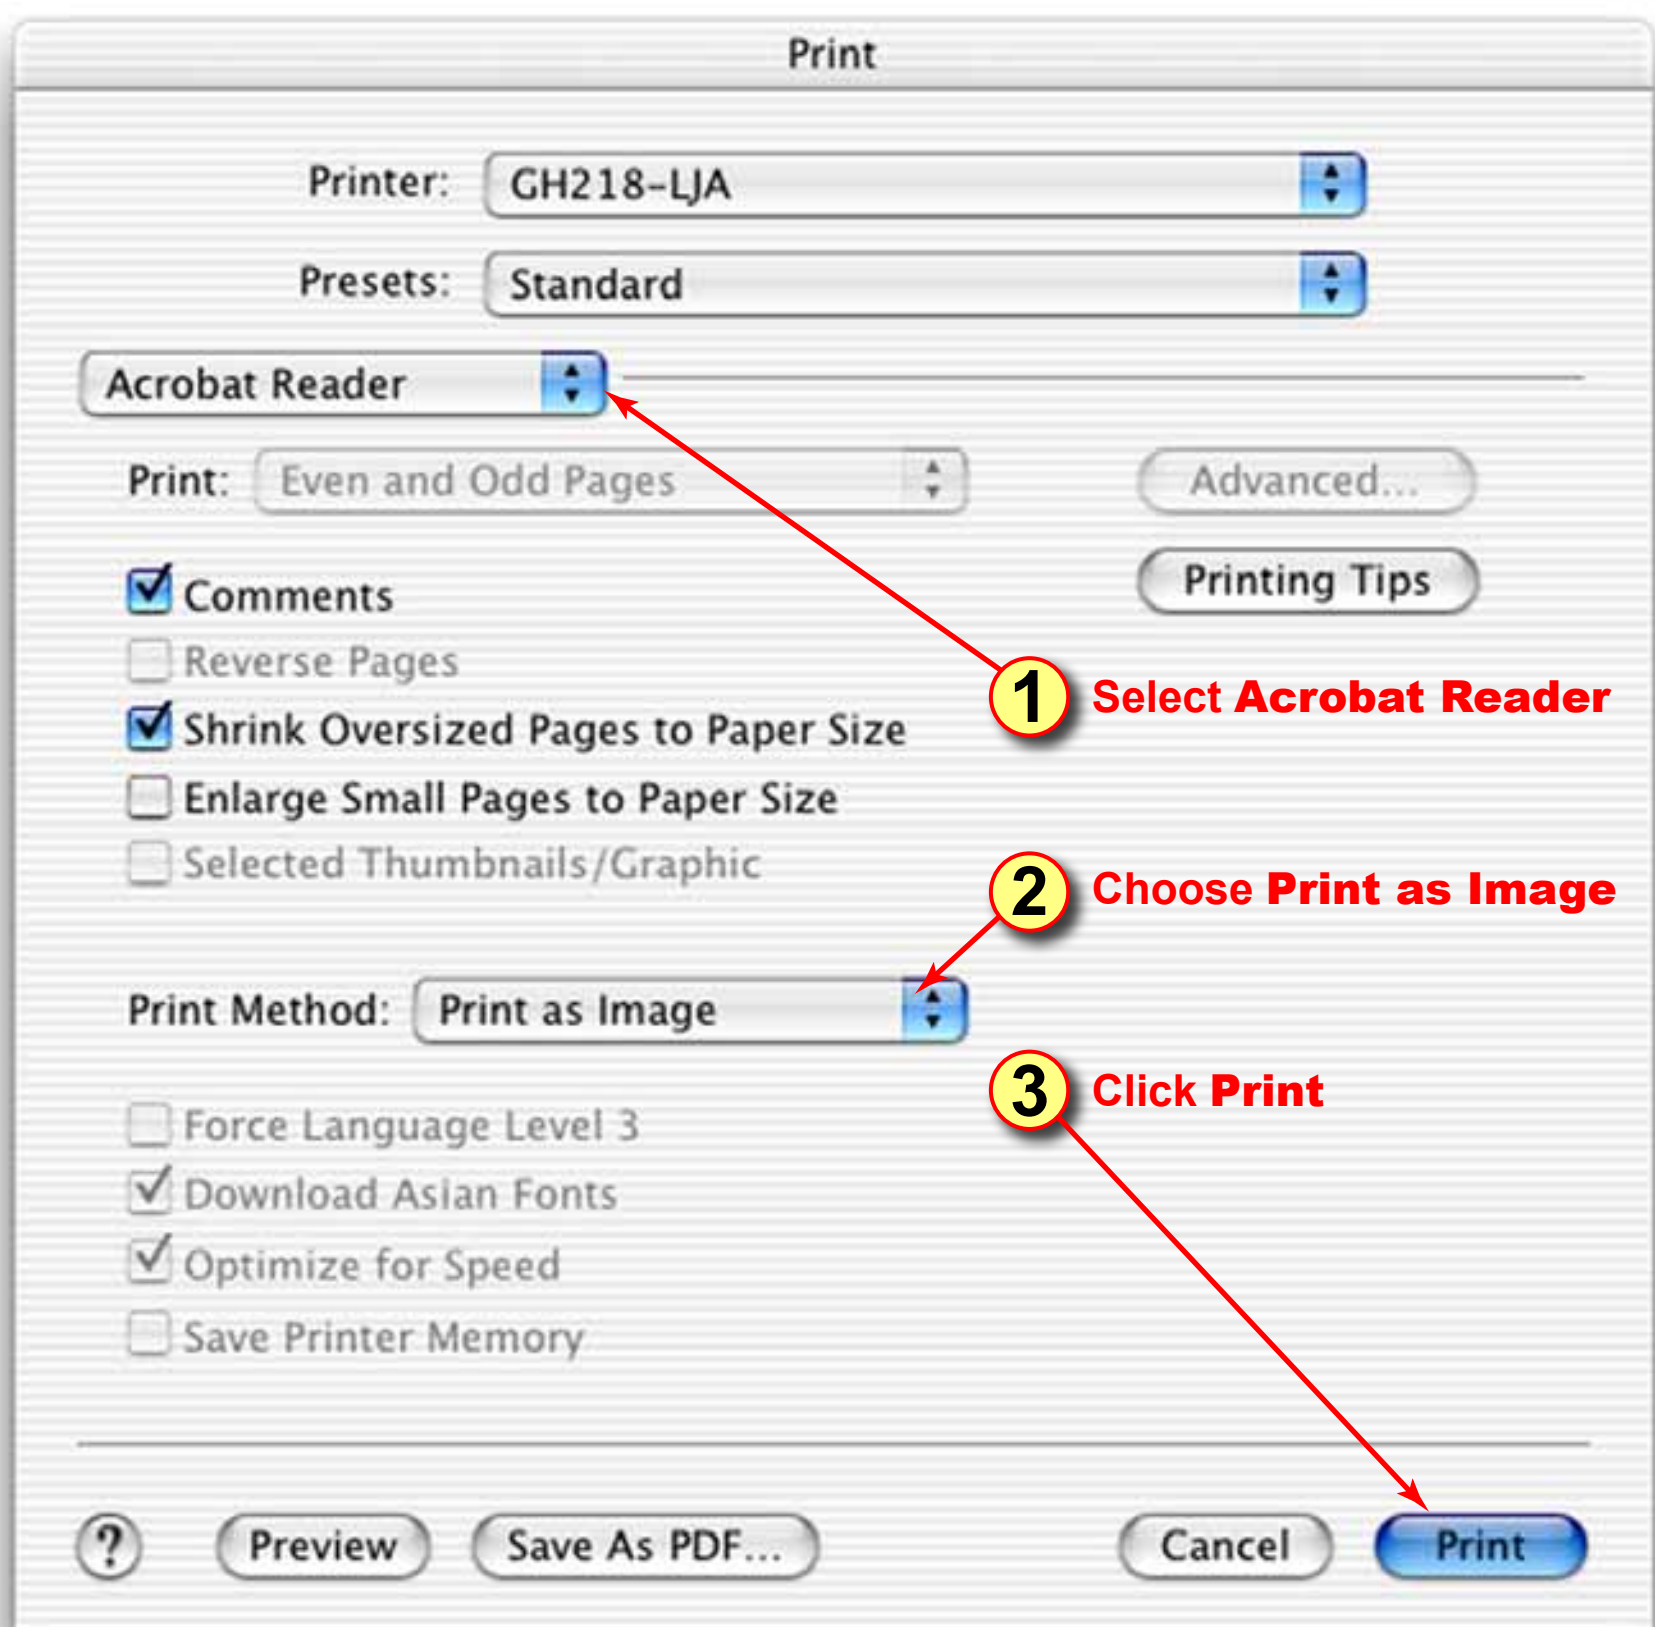 Print
Printer: GH218-LJA
Presets: Standard
Acrobat Reader
Print: Even and Odd Pages Advanced...
Comments Printing Tips
Reverse Pages
1 Select Acrobat Reader
Shrink Oversized Pages to Paper Size
Enlarge Small Pages to Paper Size
Selected Thumbnails/Graphic
2 Choose Print as Image
Print Method: Print as Image
3 Click Print
Force Language Level 3
Download Asian Fonts
Optimize for Speed
Save Printer Memory
? Preview Save As PDF... Cancel Print